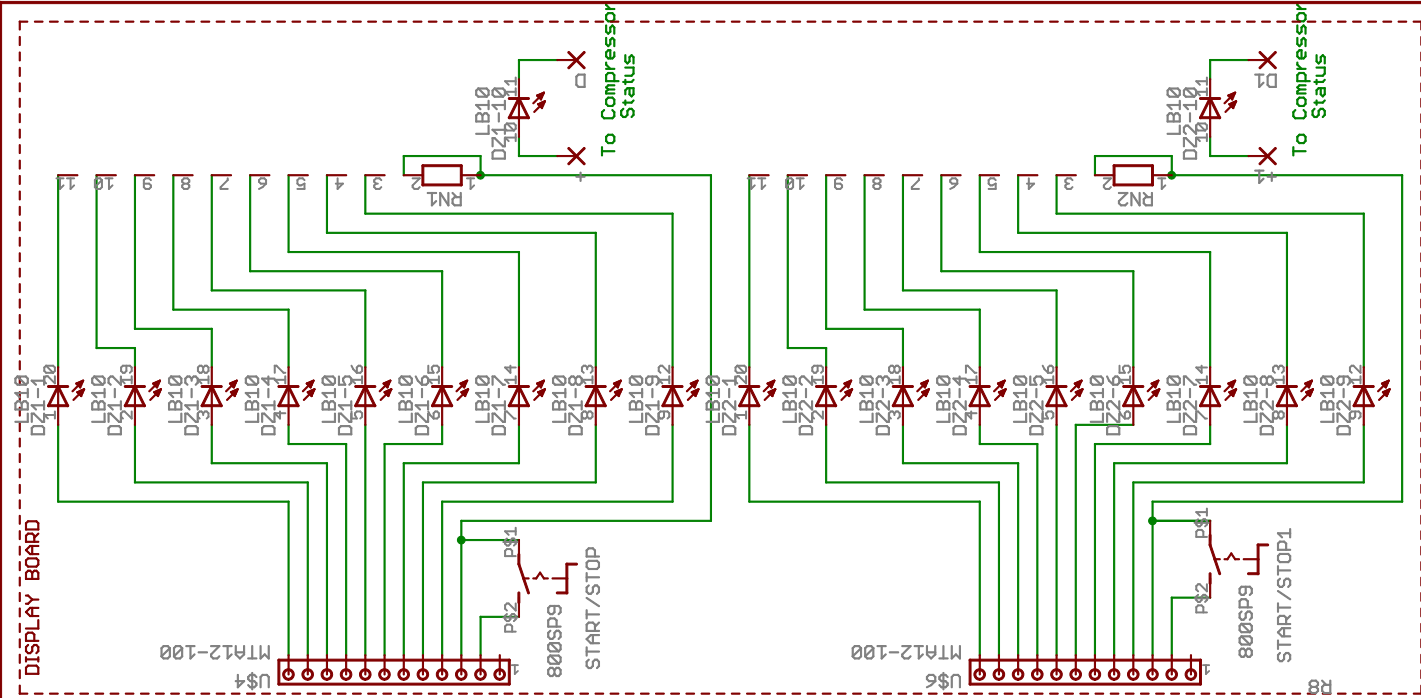 To Compressor
Status
LB10
DZ1-10
11
10
D
+
11
10
9
8
7
6
5
4
3
2
1
RN1
To Compressor
Status
LB10
DZ2-10
11
10
D1
+1
11
10
9
8
7
6
5
4
3
2
1
RN2
LB10
DZ1-1
1
20
LB10
DZ1-2
2
19
LB10
DZ1-3
3
18
LB10
DZ1-4
4
17
LB10
DZ1-5
5
16
LB10
DZ1-6
6
15
LB10
DZ1-7
7
14
LB10
DZ1-8
8
13
LB10
DZ1-9
9
12
LB10
DZ2-1
1
20
LB10
DZ2-2
2
19
LB10
DZ2-3
3
18
LB10
DZ2-4
4
17
LB10
DZ2-5
5
16
LB10
DZ2-6
6
15
LB10
DZ2-7
7
14
LB10
DZ2-8
8
13
LB10
DZ2-9
9
12
DISPLAY BOARD
PS1
PS2
800SP9
START/STOP
MTA12-100
U$4
1
PS1
PS2
800SP9
START/STOP1
MTA12-100
U$6
1
R8